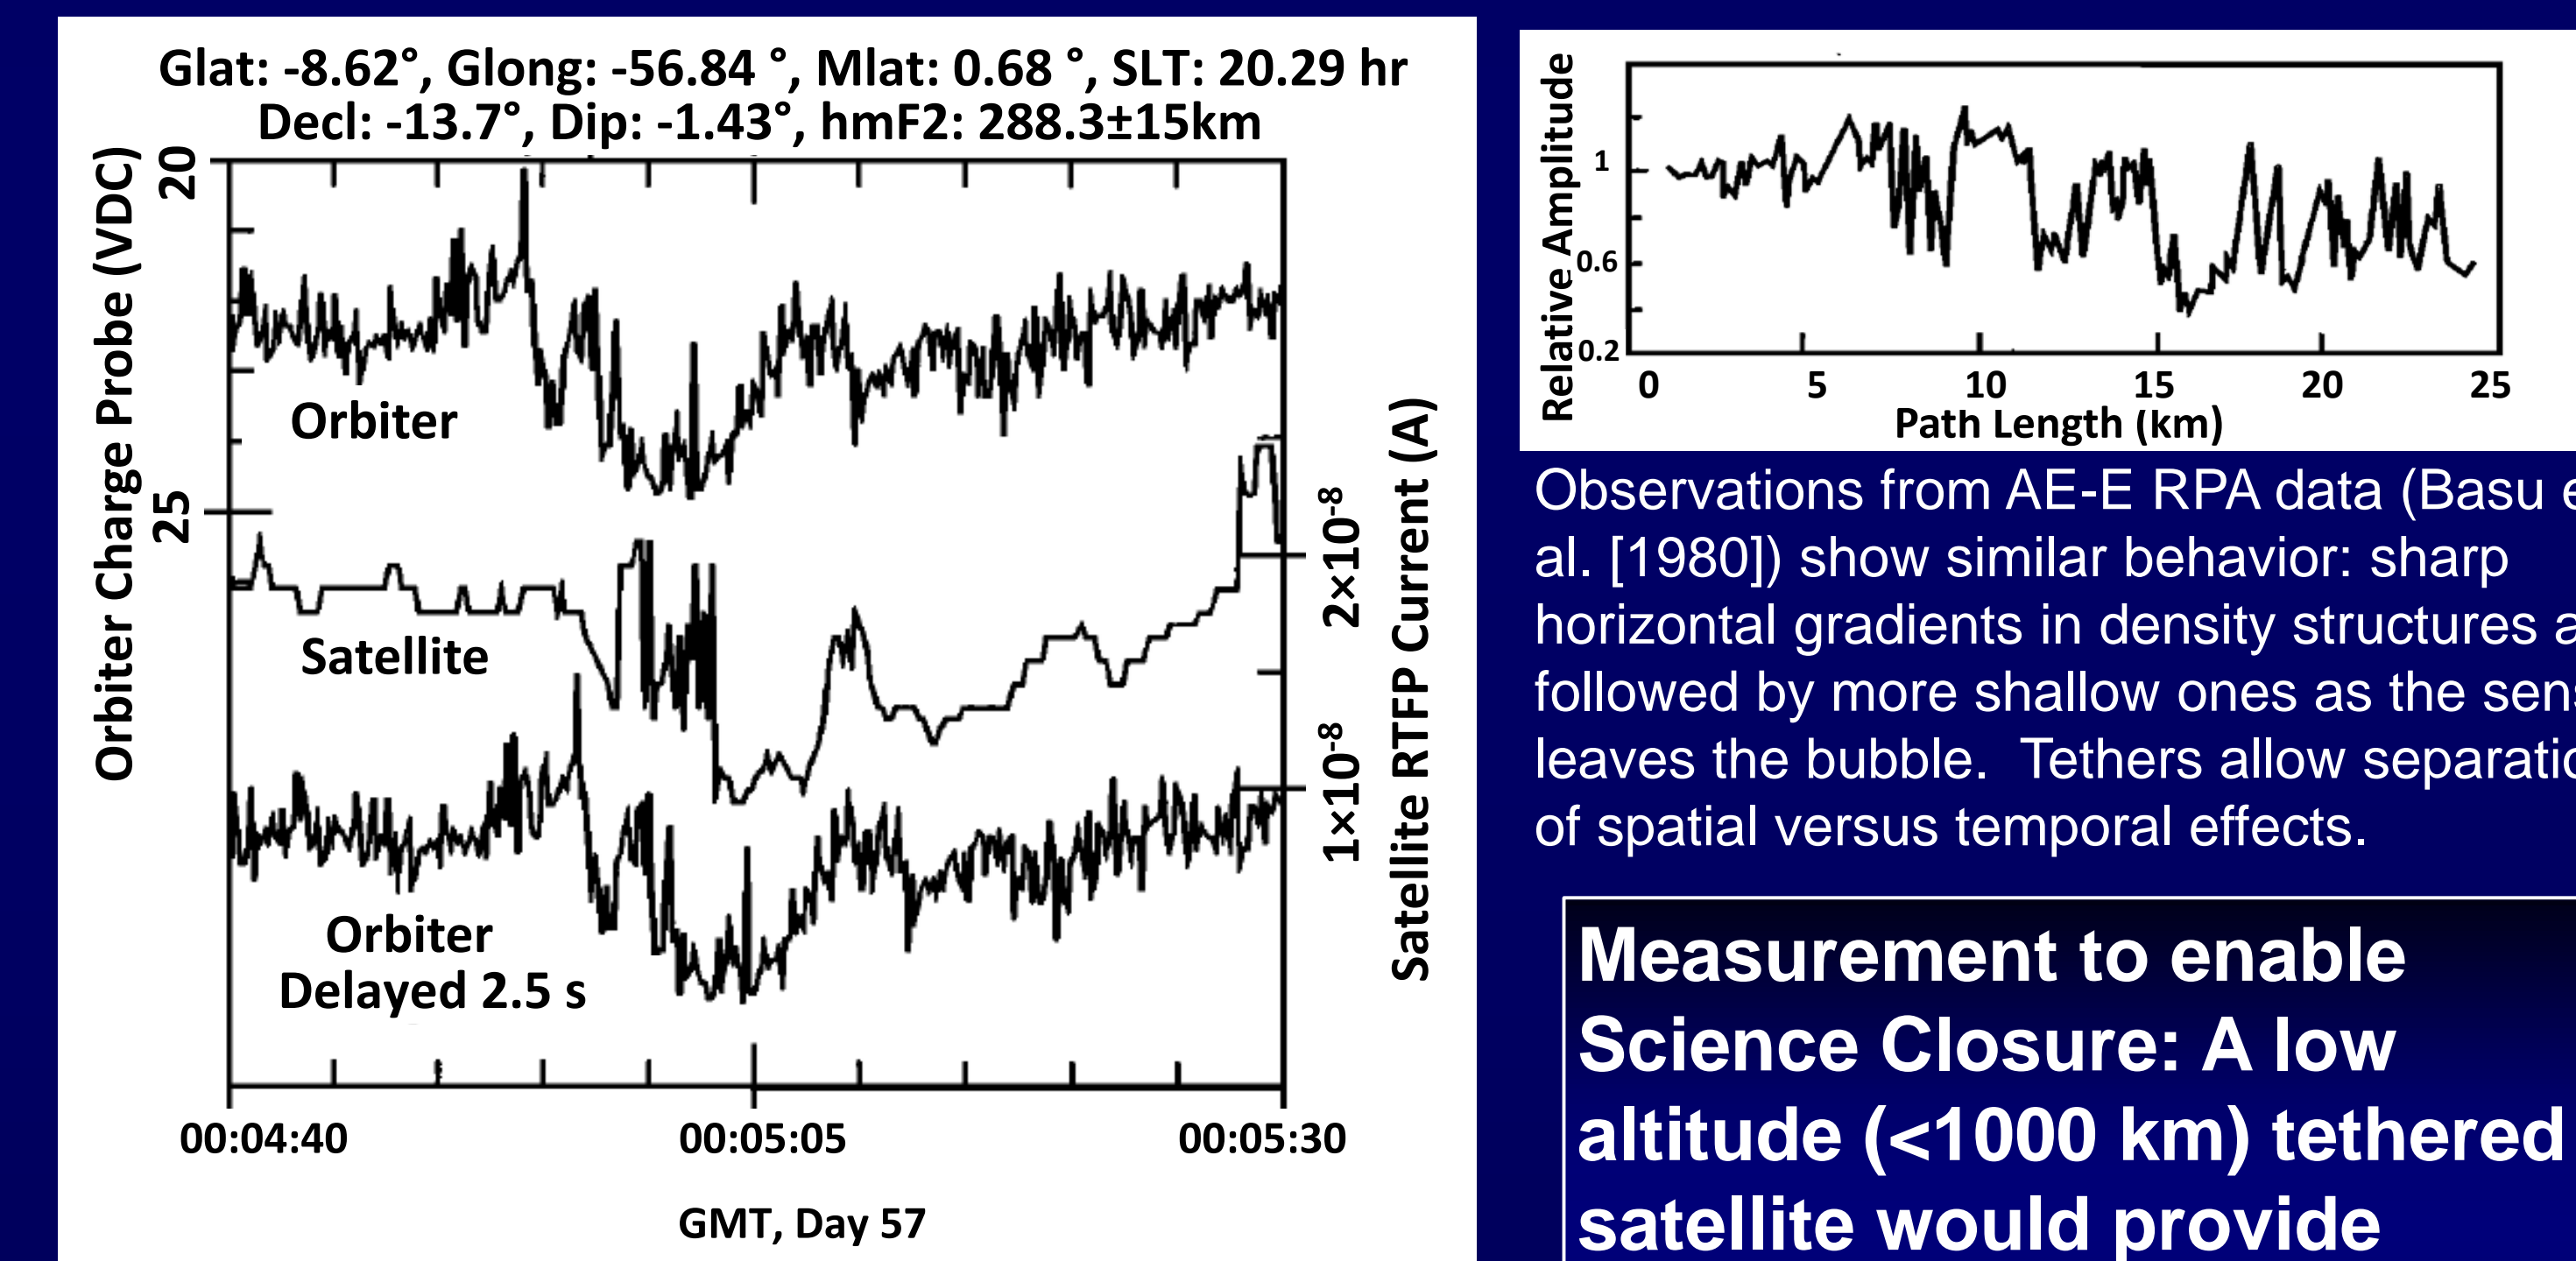 Glat: -8.62°, Glong: -56.84 °, Mlat: 0.68 °, SLT: 20.29 hr
Decl: -13.7°, Dip: -1.43°, hmF2: 288.3±15km
Orbiter Charge Probe (VDC)
20
25
Orbiter
Satellite
Orbiter
Delayed 2.5 s
Satellite RTFP Current (A)
2×10-8
1×10-8
00:04:40 00:05:05 00:05:30
GMT, Day 57
Relative Amplitude
1
0.6
0.2
0 5 10 15 20 25
Path Length (km)
Observations from AE-E RPA data (Basu
al. [1980]) show similar behavior: sharp
horizontal gradients in density structures
followed by more shallow ones as the
leaves the bubble. Tethers allow
of spatial versus temporal effects.
Measurement to enable
Science Closure: A low
altitude (<1000 km) tethered
satellite would provide